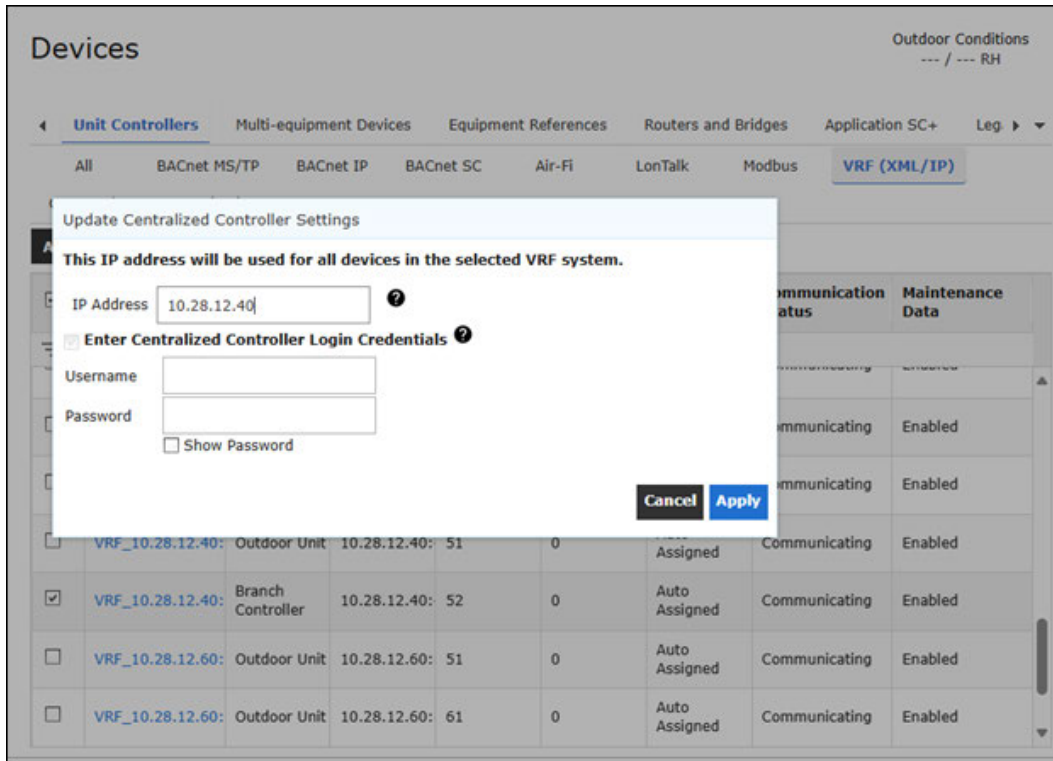 Devices
Outdoor Conditions
--- / --- RH
Unit Controllers Multi-equipment Devices Equipment References Routers and Bridges Application SC+ Leg.
All BACnet MS/TP BACnet IP BACnet SC Air-Fi LonTalk Modbus VRF (XML/IP)
Update Centralized Controller Settings
This IP address will be used for all devices in the selected VRF system.
IP Address 10.28.12.40
Enter Centralized Controller Login Credentials
Username
Password
Show Password
Cancel Apply
Maintenance
Data
Enabled
Enabled
VRF_10.28.12.40: Outdoor Unit 10.28.12.40: 51 0 Assigned Communicating Enabled
VRF_10.28.12.40: Branch Controller 10.28.12.40: 52 0 Auto Assigned Communicating Enabled
VRF_10.28.12.60: Outdoor Unit 10.28.12.60: 51 0 Auto Assigned Communicating Enabled
VRF_10.28.12.60: Outdoor Unit 10.28.12.60: 61 0 Auto Assigned Communicating Enabled